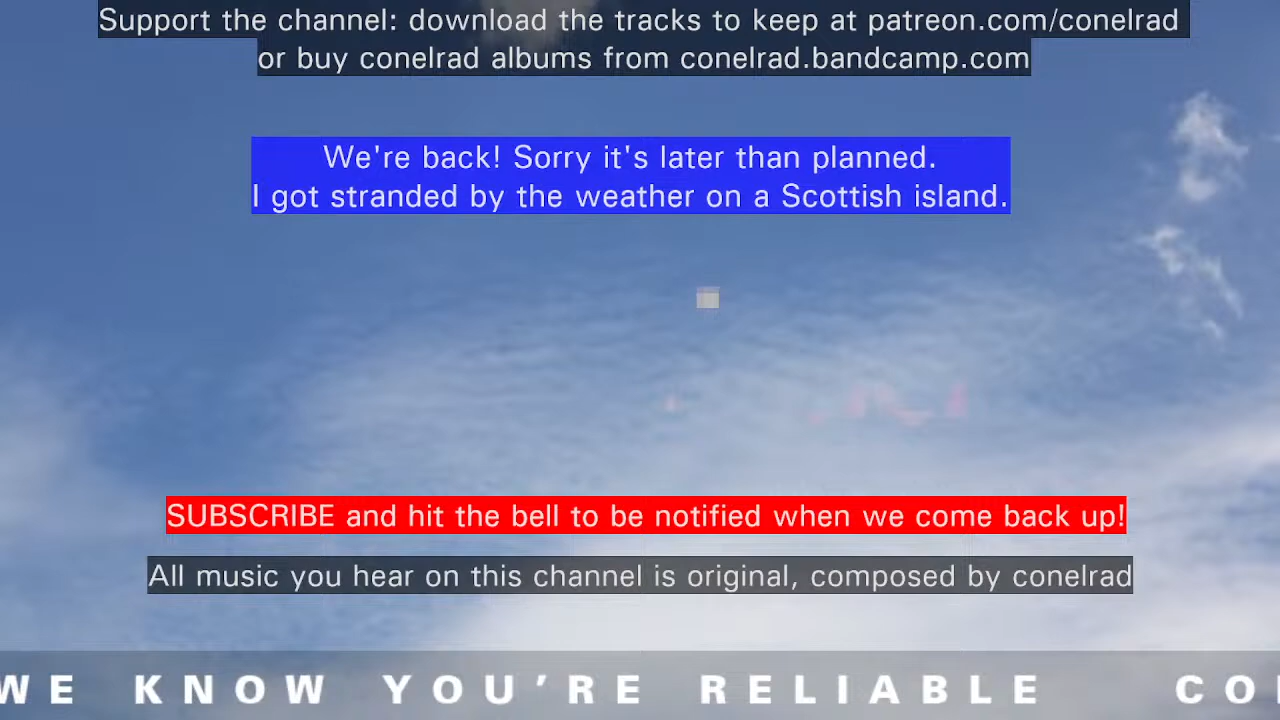 Support the channel: download the tracks to keep at patreon.com/conelrad
or buy conelrad albums from conelrad.bandcamp.com
We're back! Sorry it's later than planned.
I got stranded by the weather on a Scottish island.
SUBSCRIBE and hit the bell to be notified when we come back up!
All music you hear on this channel is original, composed by conelrad
WE KNOW YOU'RE RELIABLE